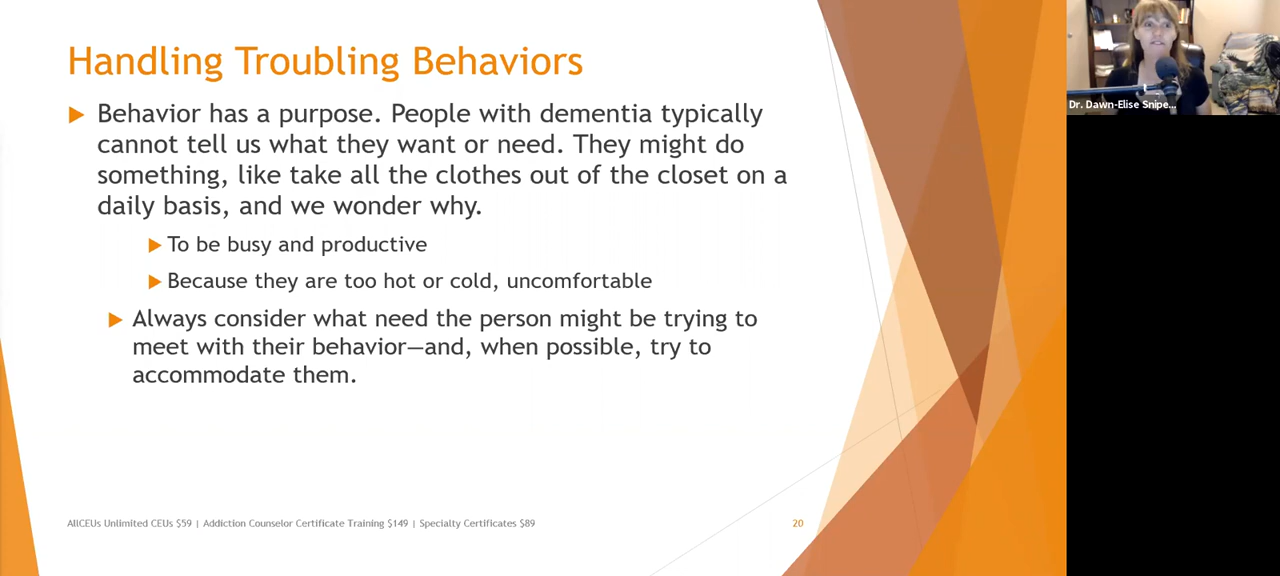 Handling Troubling Behaviors
Behavior has a purpose. People with dementia typically
cannot tell us what they want or need. They might do
something, like take all the clothes out of the closet on a
daily basis, and we wonder why.
To be busy and productive
Because they are too hot or cold, uncomfortable
Always consider what need the person might be trying to
meet with their behavior—and, when possible, try to
accommodate them.
AllCEUs Unlimited CEUs $59 | Addiction Counselor Certificate Training $149 | Specialty Certificates $89
20
Dr. Dawn-Elise Snipe...